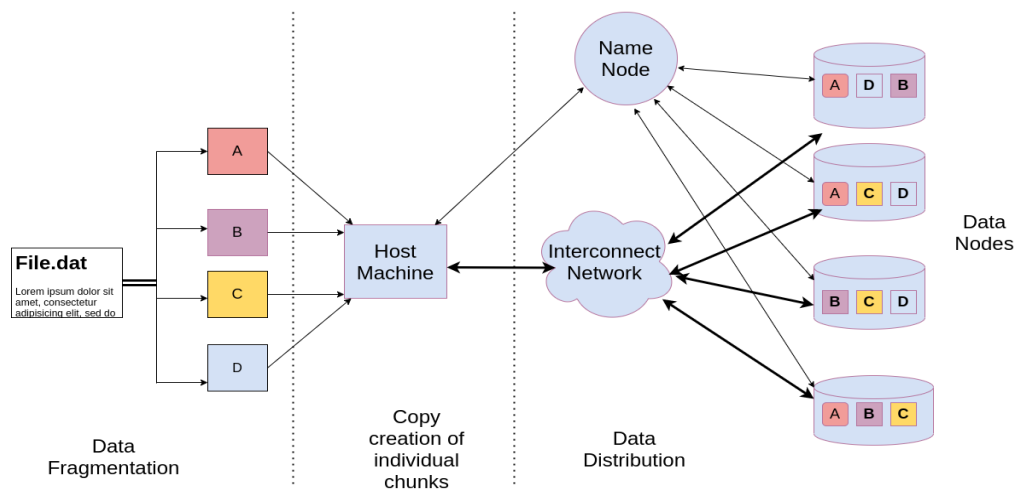 File.dat
Lorem ipsum dolor sit
amet, consectetur
adipisicing elit, sed do
A
B
C
D
Data
Fragmentation
Host
Machine
Copy
creation of
individual
chunks
Name
Node
Interconnect
Network
Data
Distribution
A D B
A C D
B C D
A B C
Data
Nodes